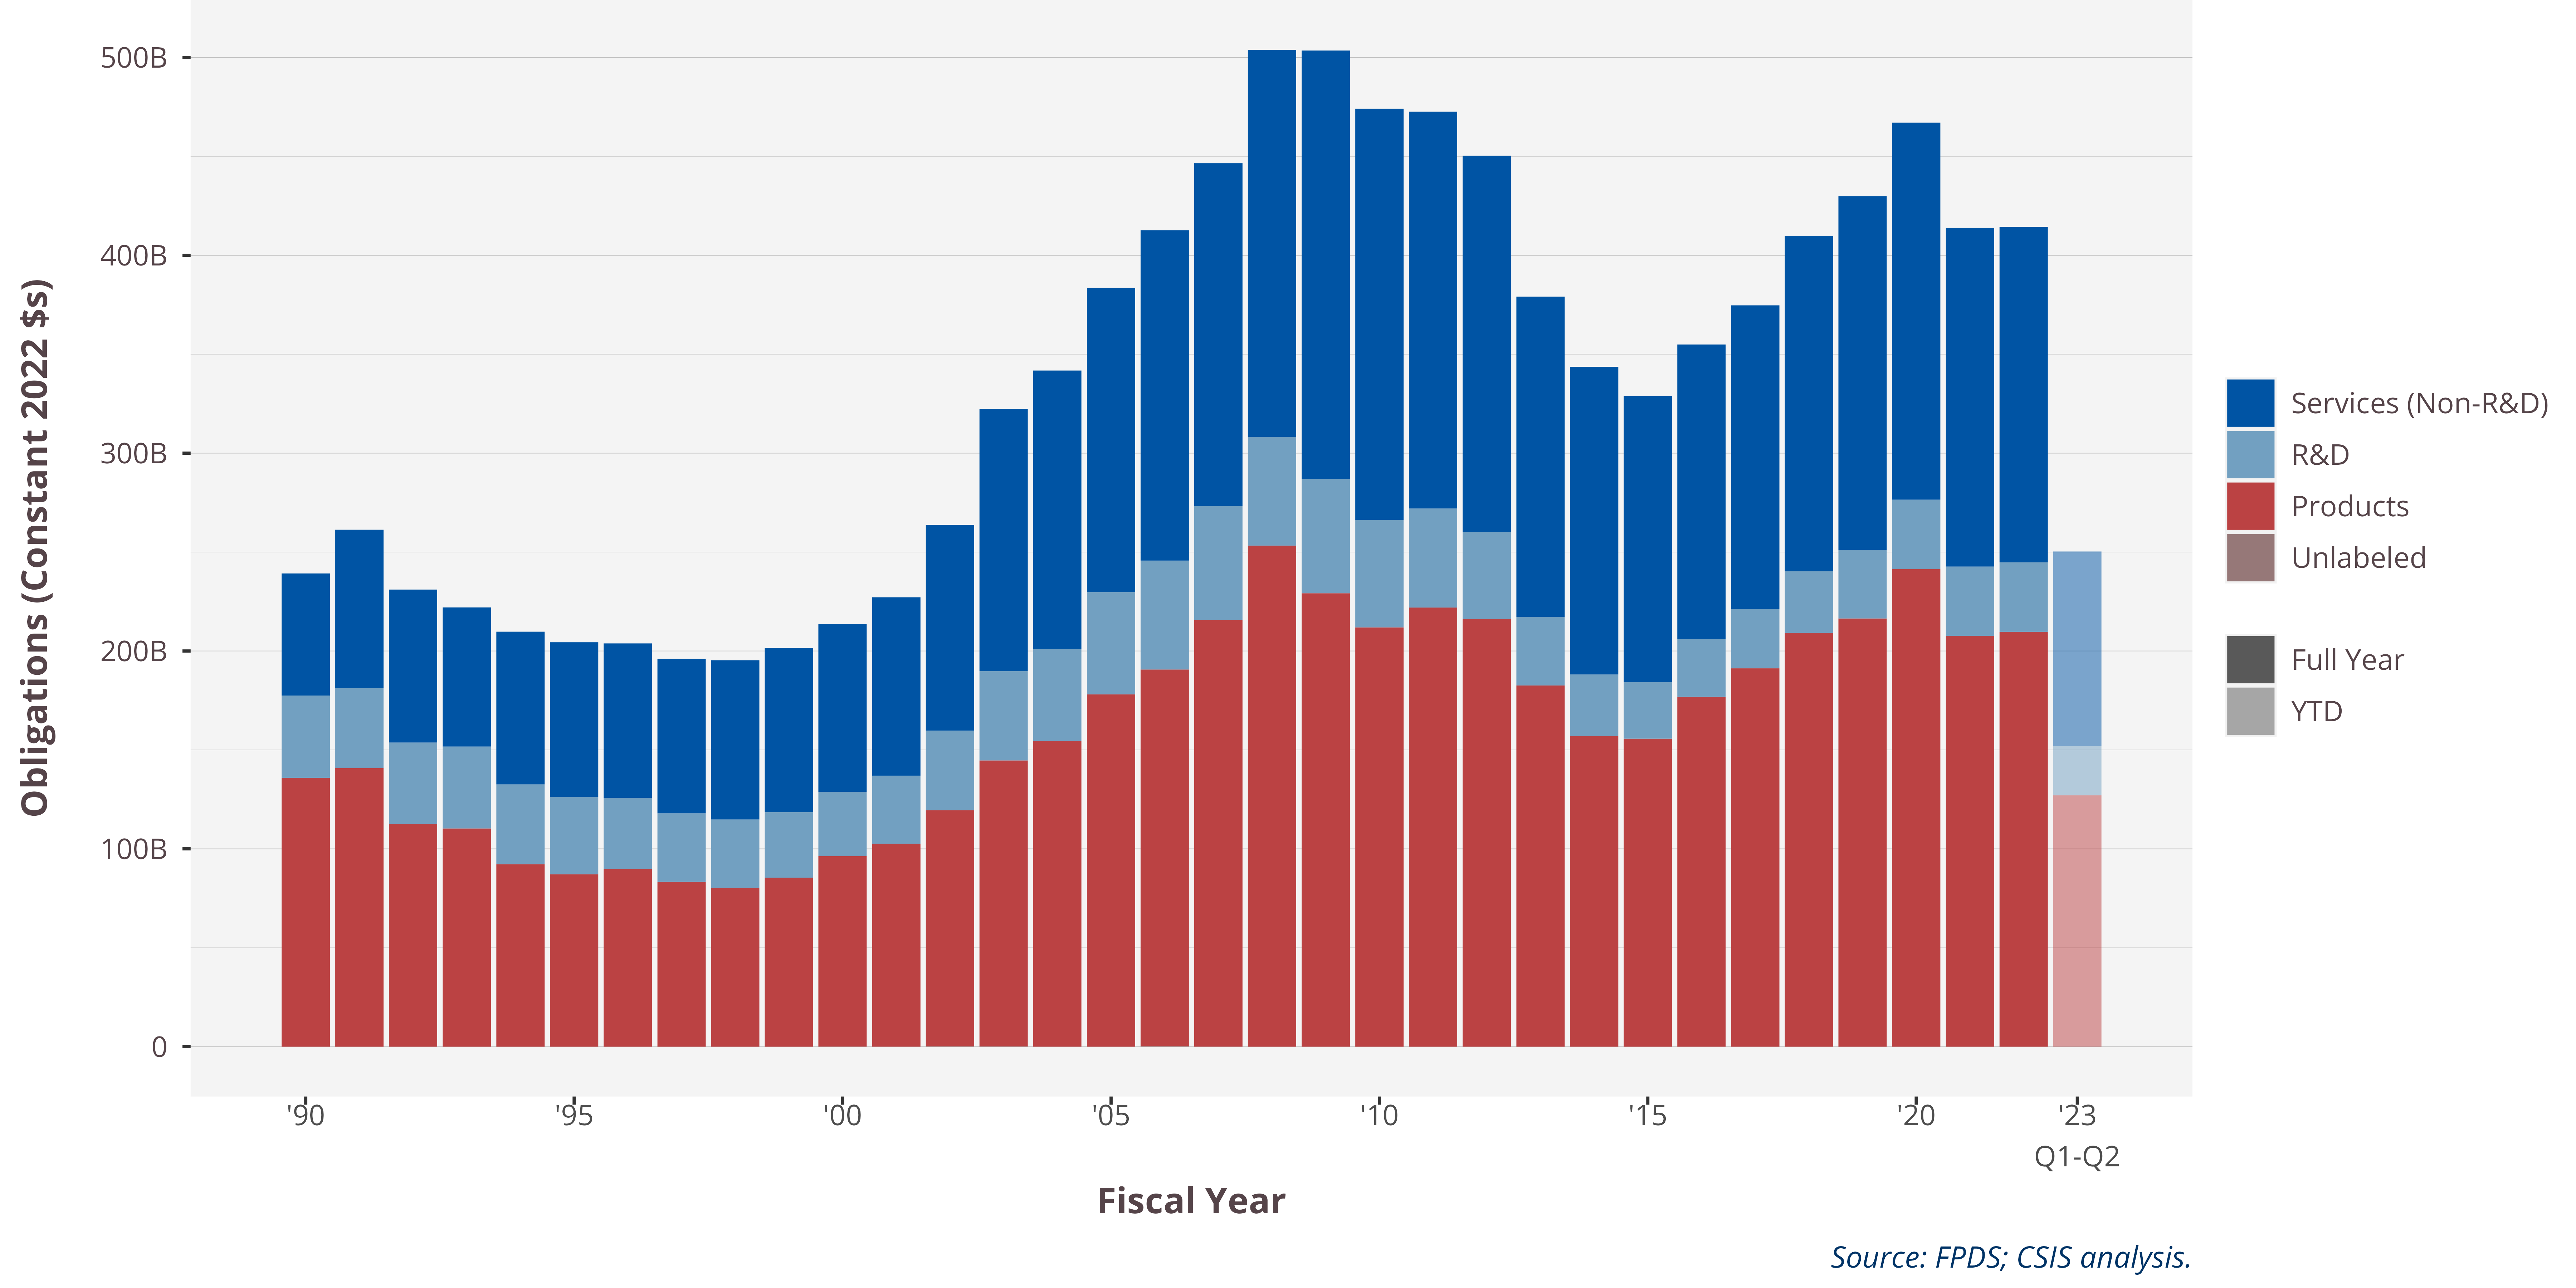 500B
400B
300B
200B
100B
0
Obligations (Constant 2022 $s)
'90
'95
'00
'05
'10
'15
'20
'23
Q1-Q2
Fiscal Year
Services (Non-R&D)
R&D
Products
Unlabeled
Full Year
YTD
Source: FPDS; CSIS analysis.